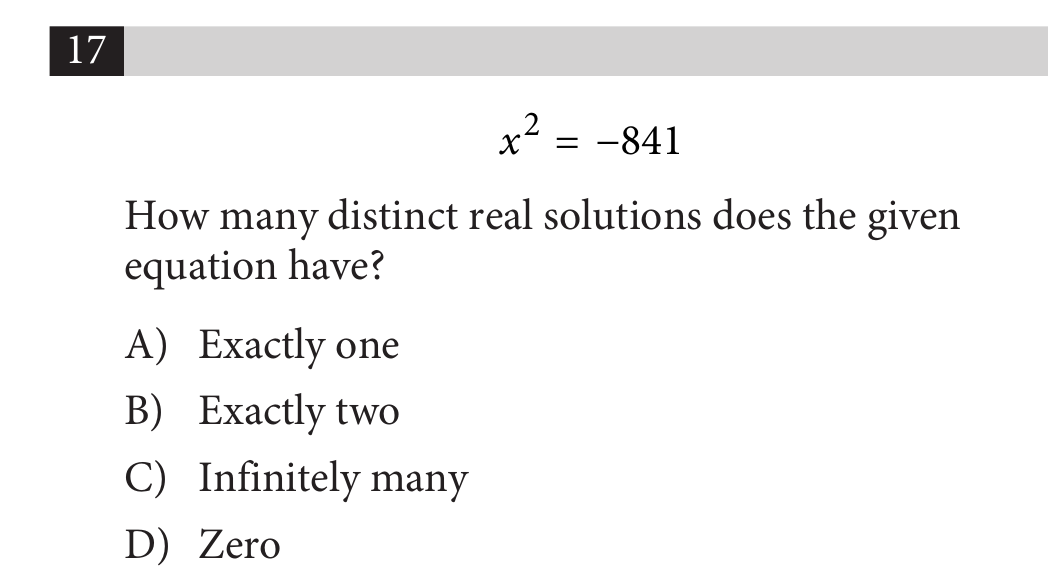 17
x² = −841
How many distinct real solutions does the given
equation have?
A) Exactly one
B) Exactly two
C) Infinitely many
D) Zero